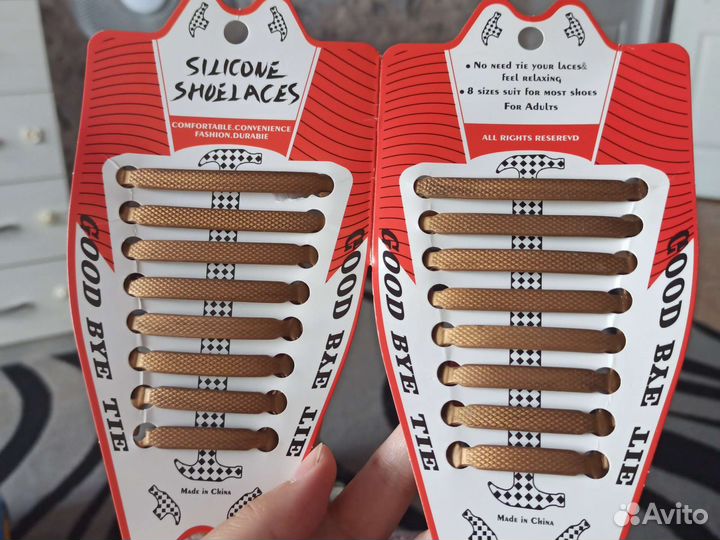 SILICONE
SHOELACES
COMFORTABLE.CONVENIENCE
FASHION.DURABIE
GOOD BYE TIE
GOOD BYE TIE
Made in China
• No need tie your laces&
feel relaxing
• 8 sizes suit for most shoes
For Adults
ALL RIGHTS RESEREVD
GOOD BYE TIE
GOOD BYE TIE
Made in China
Avito